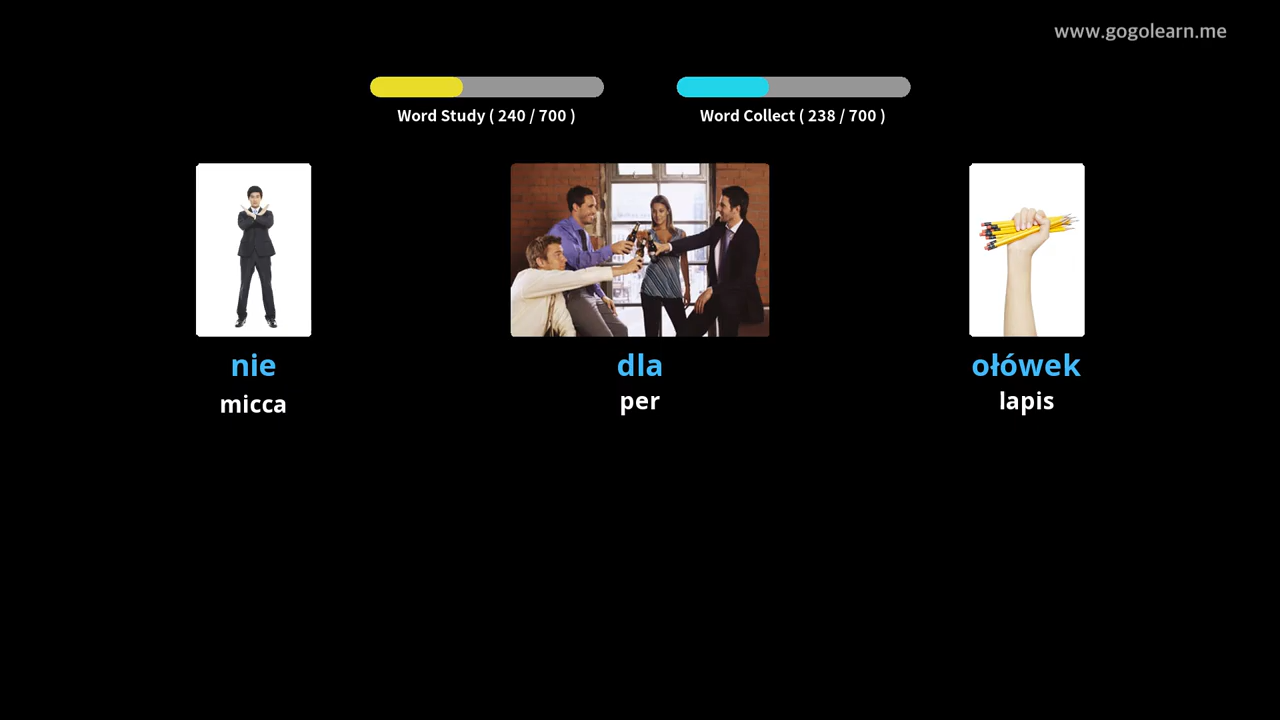 www.gogolearn.me
Word Study ( 240 / 700 )
Word Collect ( 238 / 700 )
nie
micca
dla
per
ołówek
lapis